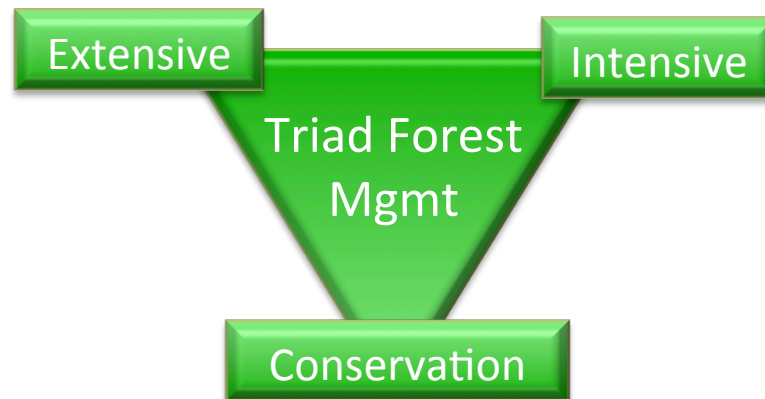 Extensive
Intensive
Triad Forest
Mgmt
Conservation